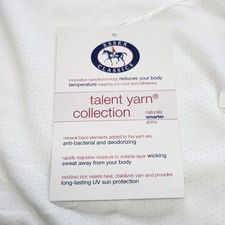 ESSEX
CLASSICS
innovative nanotechnology reduces your body
temperature keeping you cool and refreshed
talent yarn®
collection
naturally
smarter
shirts
mineral trace elements added to the yarn are
anti-bacterial and deodorizing
rapidly regulates moisture to outside layer wicking
sweat away from your body
oxidized zinc resists heat, stabilizes yarn and provides
long-lasting UV sun protection